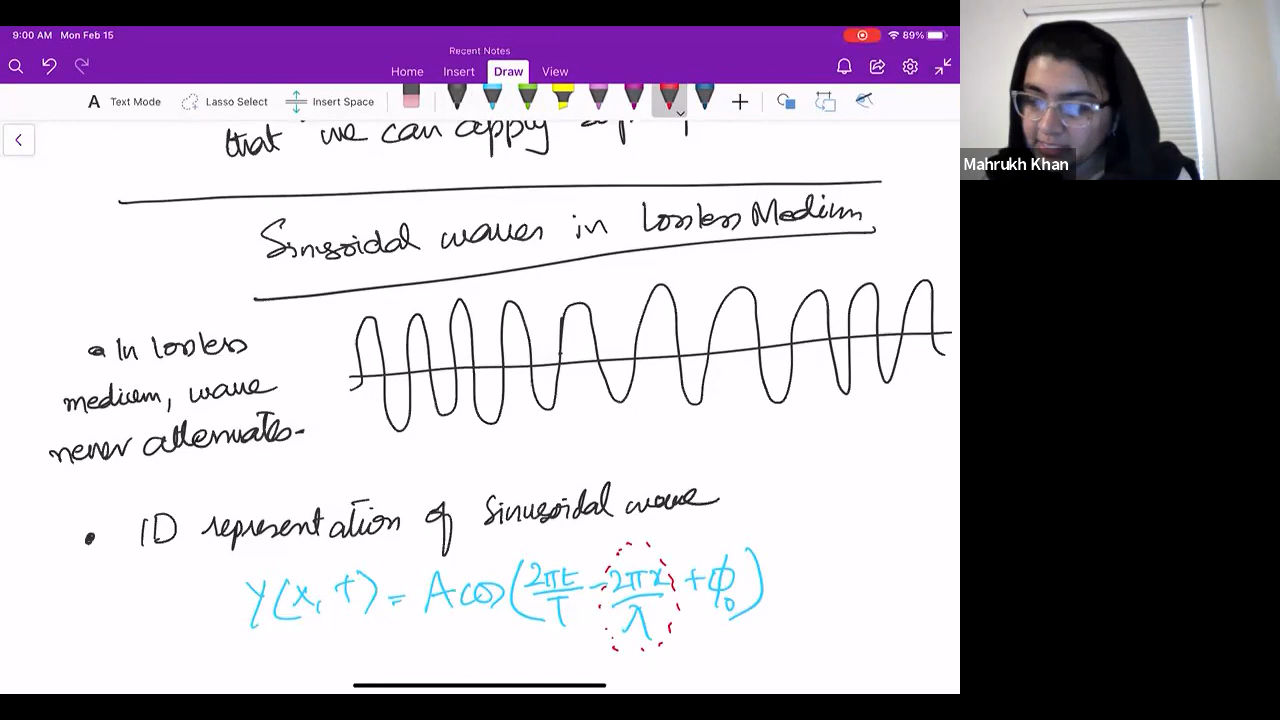 9:00 AM Mon Feb 15
89%
Recent Notes
Home Insert Draw View
Text Mode Lasso Select Insert Space
Mahrukh Khan
that we can apply
Sinusoidal waves in Lossless Medium
• In lossless
medium, wave
never attenuates.
• 1D representation of sinusoidal wave
Y(x, t) = A cos(2πt/T - 2πx/λ + φ₀)